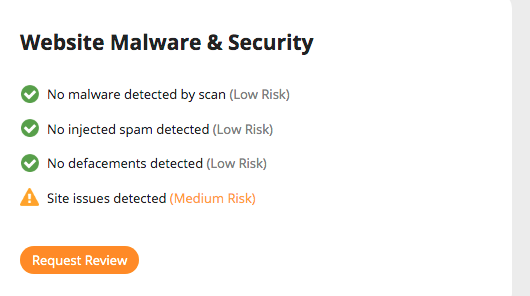 Website Malware & Security
No malware detected by scan (Low Risk)
No injected spam detected (Low Risk)
No defacements detected (Low Risk)
Site issues detected (Medium Risk)
Request Review